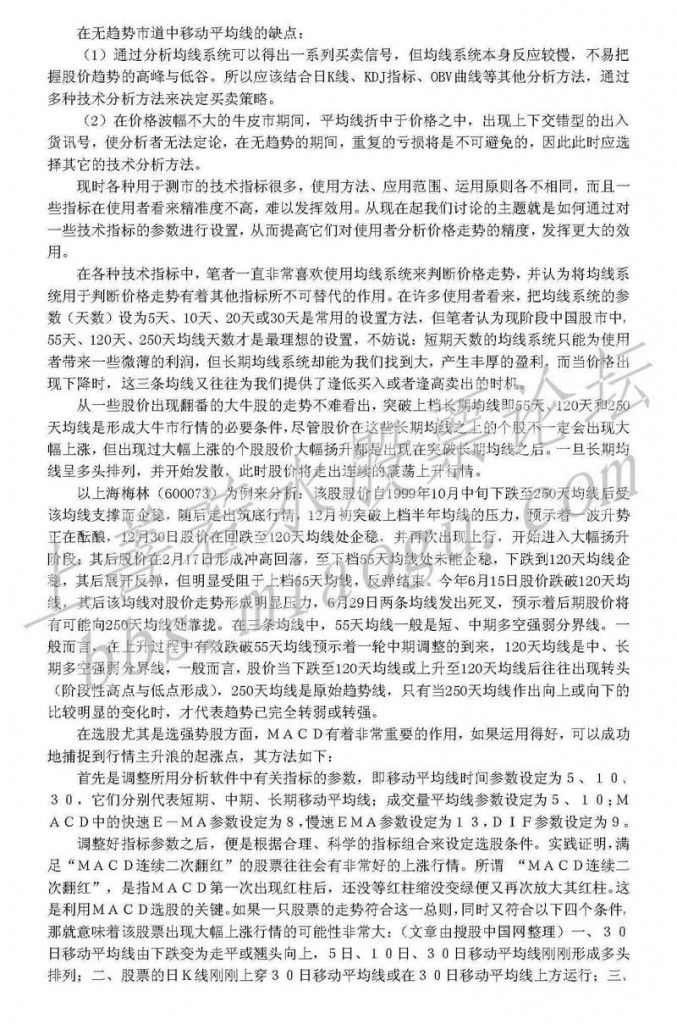 在无趋势市道中移动平均线的缺点：
（1）通过分析均线系统可以得出一系列买卖信号，但均线系统本身反应较慢，不易把
握股价趋势的高峰与低谷。所以应该结合日K线、KDJ指标、OBV曲线等其他分析方法，通过
多种技术分析方法来决定买卖策略。
（2）在价格波幅不大的牛皮市期间，平均线折中于价格之中，出现上下交错型的出入
货讯号，使分析者无法定论，在无趋势的期间，重复的亏损将是不可避免的，因此此时应选
择其它的技术分析方法。
现时各种用于测市的技术指标很多，使用方法、应用范围、运用原则各不相同，而且一
些指标在使用者看来精准度不高，难以发挥效用。从现在起我们讨论的主题就是如何通过对
一些技术指标的参数进行设置，从而提高它们对使用者分析价格走势的精度，发挥更大的效
用。
在各种技术指标中，笔者一直非常喜欢使用均线系统来判断价格走势，并认为将均线系
统用于判断价格走势有着其他指标所不可替代的作用。在许多使用者看来，把均线系统的参
数（天数）设为5天、10天、20天或30天是常用的设置方法，但笔者认为现阶段中国股市中，
55天、120天、250天均线天数才是最理想的设置，不妨说：短期天数的均线系统只能为使用
者带来一些微薄的利润，但长期均线系统却能为我们找到大，产生丰厚的盈利，而当价格出
现下降时，这三条均线又往往为我们提供了逢低买入或者逢高卖出的时机。
从一些股价出现翻番的大牛股的走势不难看出，突破上档长期均线即55天、120天和250
天均线是形成大牛市行情的必要条件，尽管股价在这些长期均线之上的个股不一定会出现大
幅上涨，但出现过大幅上涨的个股股价大幅扬升都是出现在突破长期均线之后。一旦长期均
线呈多头排列，并开始发散，此时股价将走出连续的震荡上升行情。
以上海梅林（600073）为例来分析：该股股价自1999年10月中旬下跌至250天均线后受
该均线支撑而企稳，随后走出筑底行情，12月初突破上档半年均线的压力，预示着一波升势
正在酝酿，12月30日股价在回跌至120天均线处企稳，并再次出现上行，开始进入大幅扬升
阶段；其后股价在2月17日形成冲高回落，至下档55天均线处未能企稳，下跌到120天均线企
稳，其后展开反弹，但明显受阻于上档55天均线，反弹结束。今年6月15日股价跌破120天均
线，其后该均线对股价走势形成明显压力，6月29日两条均线发出死叉，预示着后期股价将
有可能向250天均线处靠拢。在三条均线中，55天均线一般是短、中期多空强弱分界线。一
般而言，在上升过程中有效跌破55天均线预示着一轮中期调整的到来，120天均线是中、长
期多空强弱分界线，一般而言，股价当下跌至120天均线或上升至120天均线后往往出现转头
（阶段性高点与低点形成），250天均线是原始趋势线，只有当250天均线作出向上或向下的
比较明显的变化时，才代表趋势已完全转弱或转强。
在选股尤其是选强势股方面，ＭＡＣＤ有着非常重要的作用，如果运用得好，可以成功
地捕捉到行情主升浪的起涨点，其方法如下：
首先是调整所用分析软件中有关指标的参数，即移动平均线时间参数设定为５、１０、
３０，它们分别代表短期、中期、长期移动平均线；成交量平均线参数设定为５、１０；Ｍ
ＡＣＤ中的快速Ｅ－ＭＡ参数设定为８，慢速ＥＭＡ参数设定为１３，ＤＩＦ参数设定为９。
调整好指标参数之后，便是根据合理、科学的指标组合来设定选股条件。实践证明，满
足“ＭＡＣＤ连续二次翻红”的股票往往会有非常好的上涨行情。所谓 “ＭＡＣＤ连续二
次翻红”，是指ＭＡＣＤ第一次出现红柱后，还没等红柱缩没变绿便又再次放大其红柱。这
是利用ＭＡＣＤ选股的关键。如果一只股票的走势符合这一总则，同时又符合以下四个条件，
那就意味着该股票出现大幅上涨行情的可能性非常大：（文章由搜股中国网整理）一、３０
日移动平均线由下跌变为走平或翘头向上，５日、１０日、３０日移动平均线刚刚形成多头
排列；二、股票的日Ｋ线刚刚上穿３０日移动平均线或在３０日移动平均线上方运行；三、
上善若水股票论坛
bbs.miaogu.com